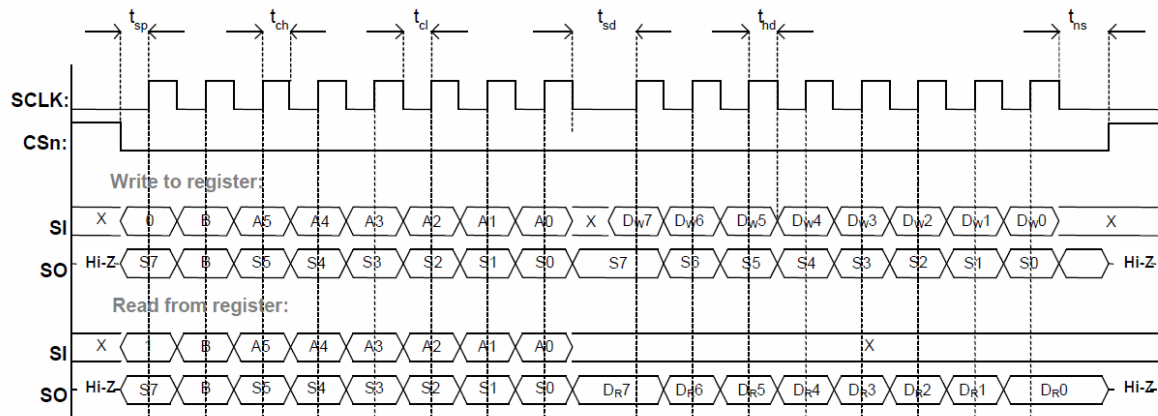 tsp tch tcl tsd thd tns
SCLK:
CSn:
Write to register:
SI X 0 B A5 A4 A3 A2 A1 A0 X DW7 DW6 DW5 DW4 DW3 DW2 DW1 DW0 X
SO Hi-Z S7 B S5 S4 S3 S2 S1 S0 S7 S6 S5 S4 S3 S2 S1 S0 Hi-Z
Read from register:
SI X 1 B A5 A4 A3 A2 A1 A0 X
SO Hi-Z S7 B S5 S4 S3 S2 S1 S0 DR7 DR6 DR5 DR4 DR3 DR2 DR1 DR0 Hi-Z